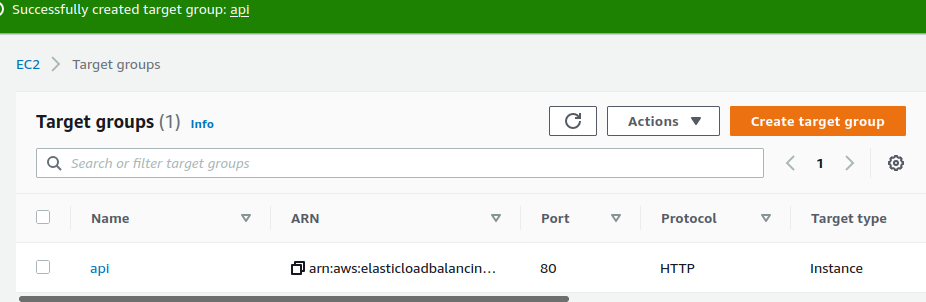 Successfully created target group: api
EC2 > Target groups
Target groups (1) Info
Actions
Create target group
Search or filter target groups
1
Name ARN Port Protocol Target type
api arn:aws:elasticloadbalancin... 80 HTTP Instance